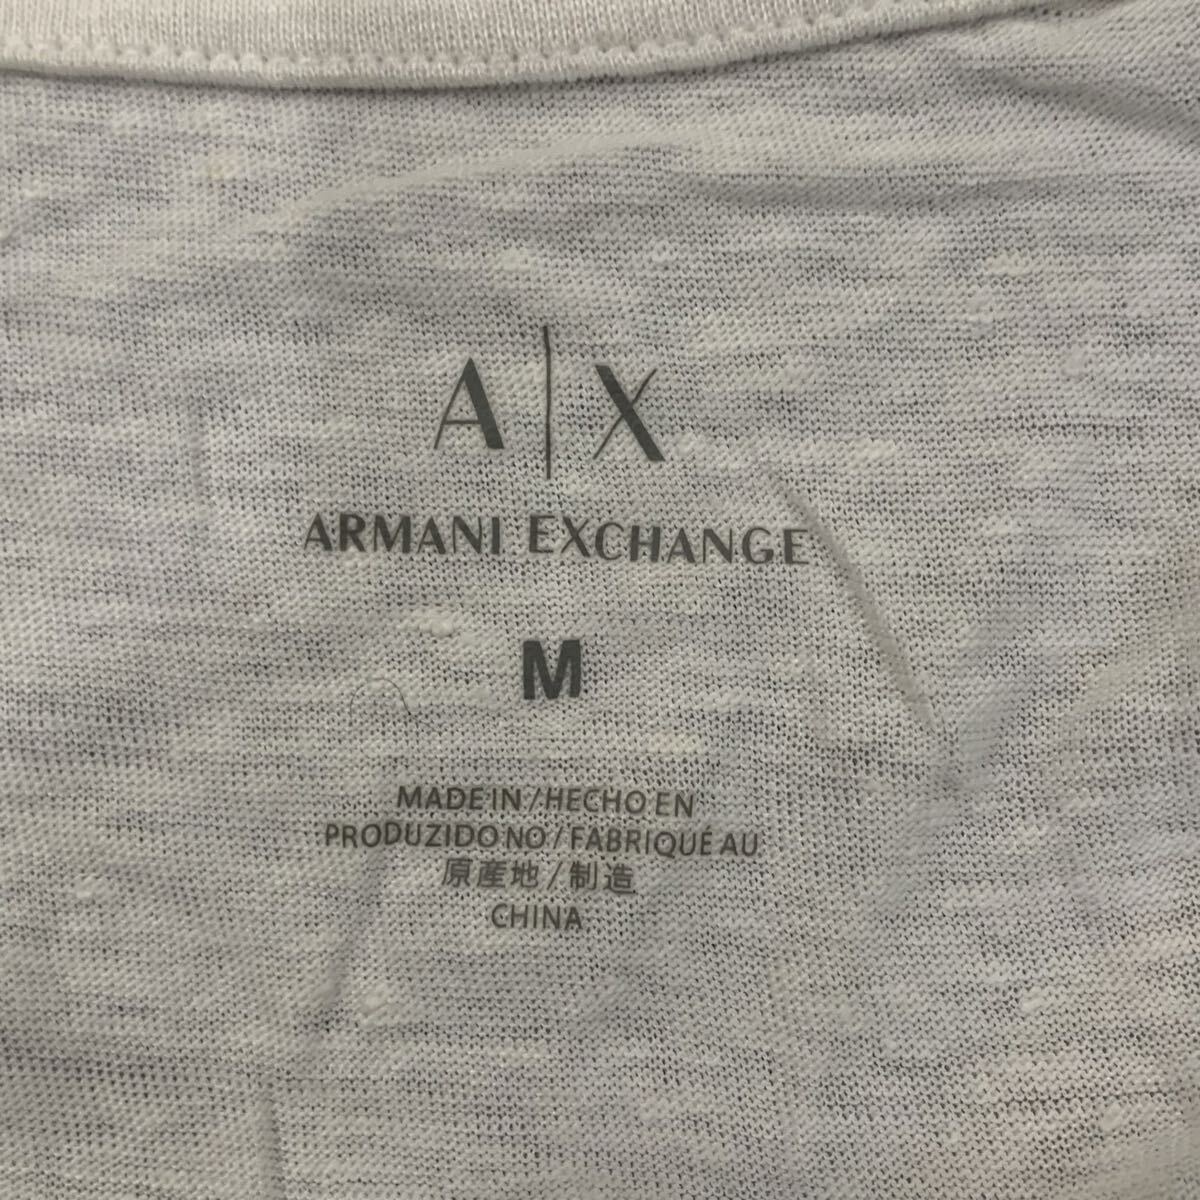 A|X
ARMANI EXCHANGE
M
MADE IN/HECHO EN
PRODUZIDO NO/FABRIQUÉ AU
原産地/制造
CHINA